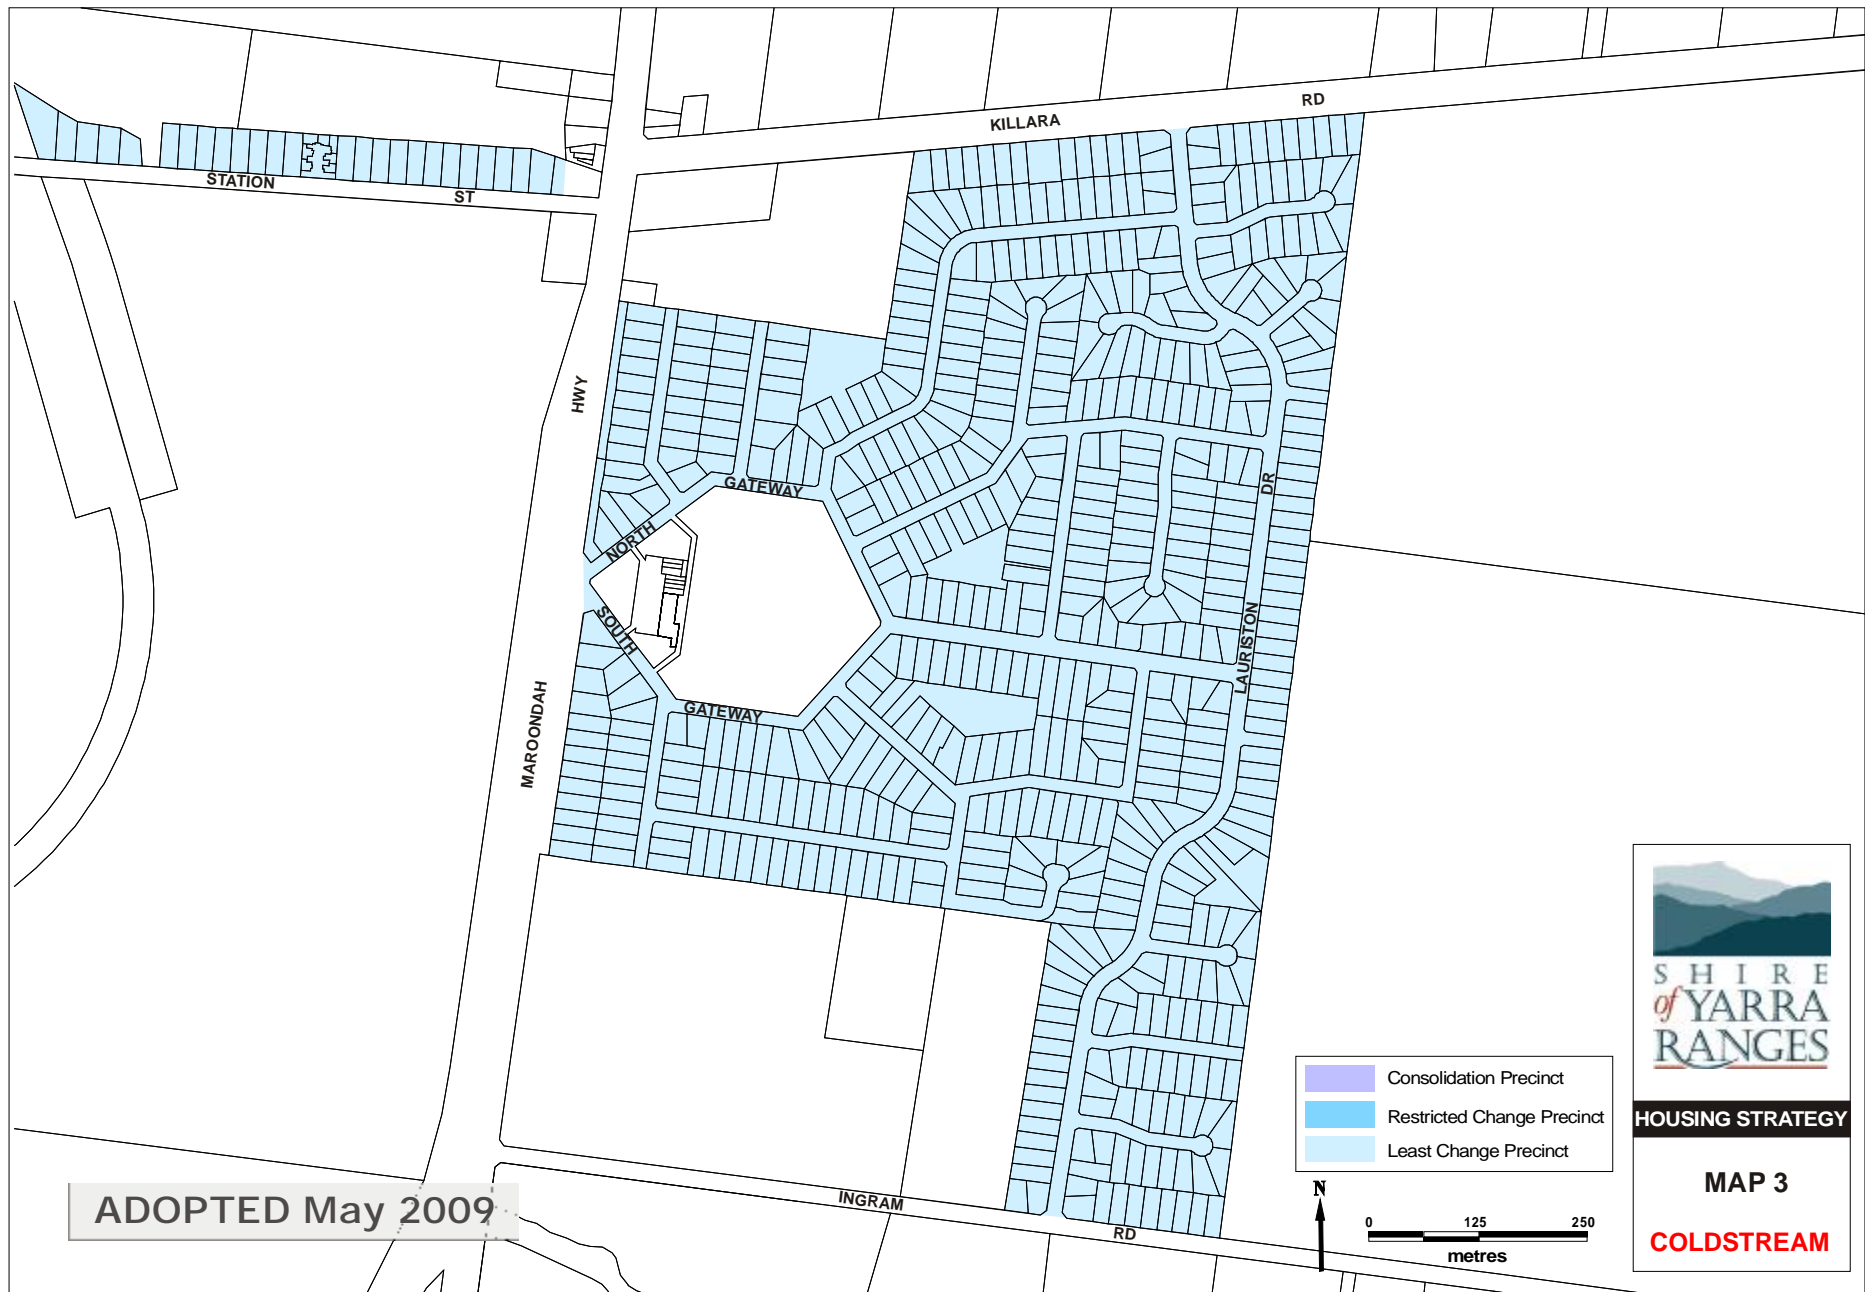 KILLARA
RD
STATION
ST
HWY
GATEWAY
NORTH
SOUTH
GATEWAY
MAROONDAH
DR
LAURISTON
INGRAM
RD
ADOPTED May 2009
Consolidation Precinct
Restricted Change Precinct
Least Change Precinct
N
0 125 250
metres
SHIRE
of YARRA
RANGES
HOUSING STRATEGY
MAP 3
COLDSTREAM